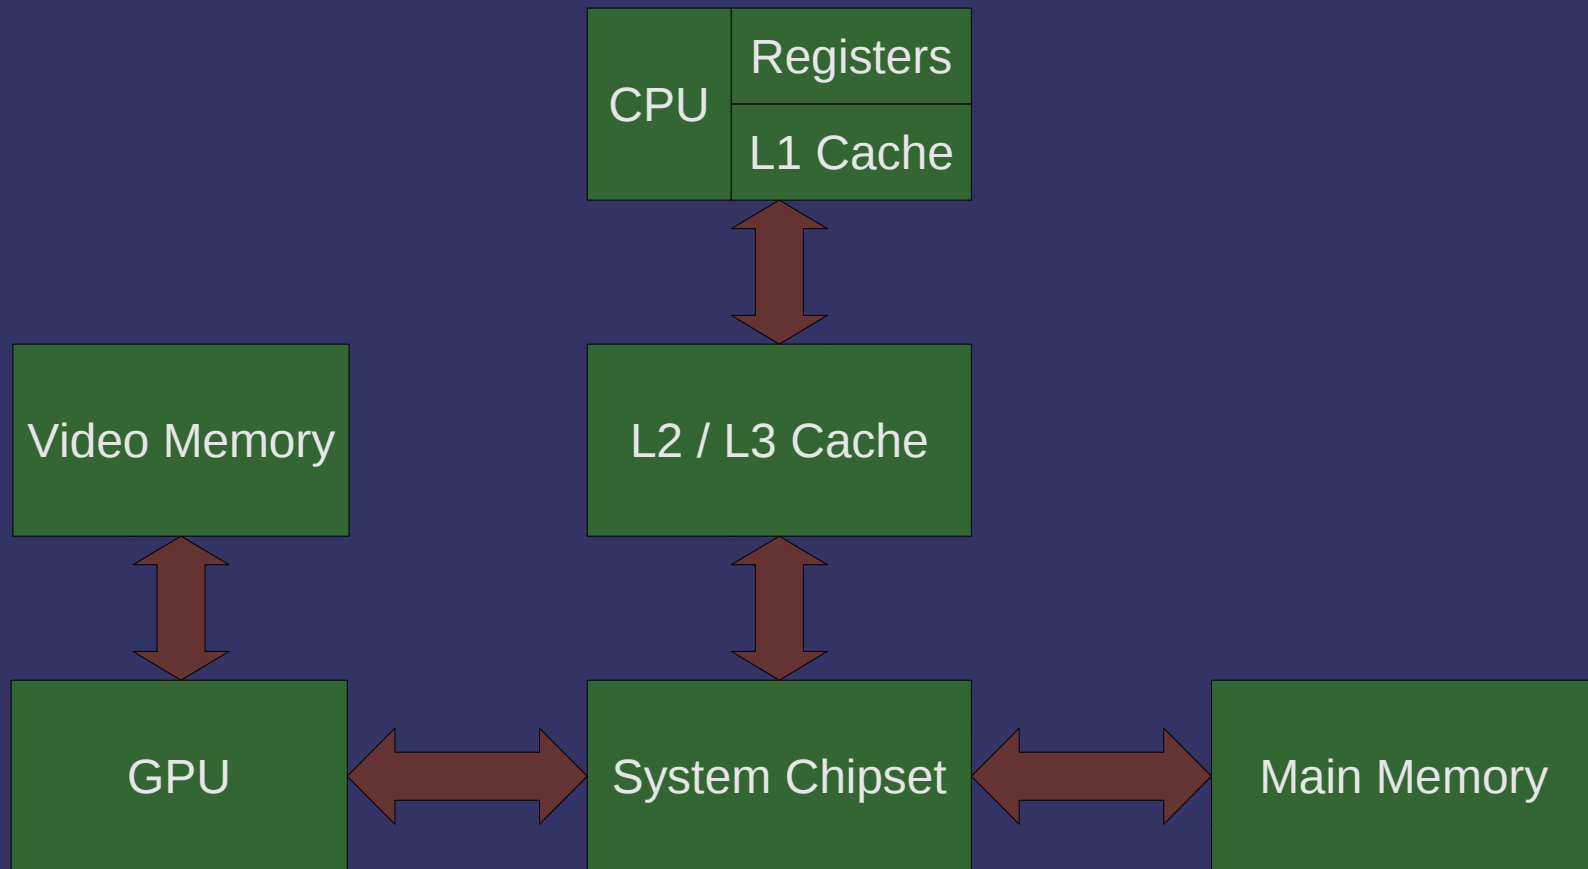 CPU
Registers
L1 Cache
Video Memory
L2 / L3 Cache
GPU
System Chipset
Main Memory